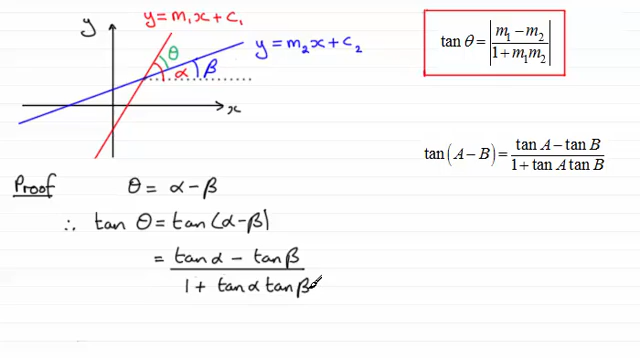 y = m₁x + c₁
y
θ
y = m₂x + c₂
α
β
x
tan θ = |(m₁ − m₂)/(1 + m₁m₂)|
tan(A − B) = (tan A − tan B)/(1 + tan A tan B)
Proof θ = α − β
∴ tan θ = tan(α − β)
= tan α − tan β
1 + tan α tan β